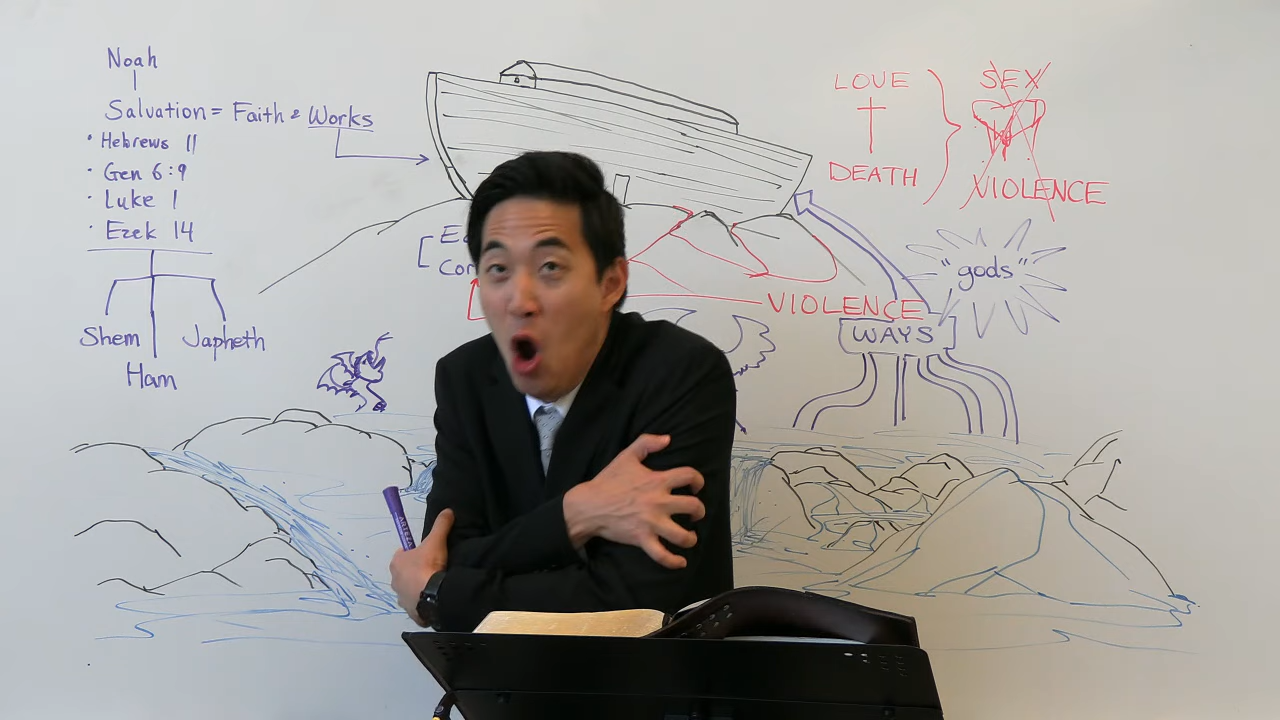 Noah
Salvation = Faith & Works
• Hebrews 11
• Gen 6:9
• Luke 1
• Ezek 14
Shem
Ham
Japheth
LOVE
DEATH
SEX
VIOLENCE
"gods"
VIOLENCE
WAYS